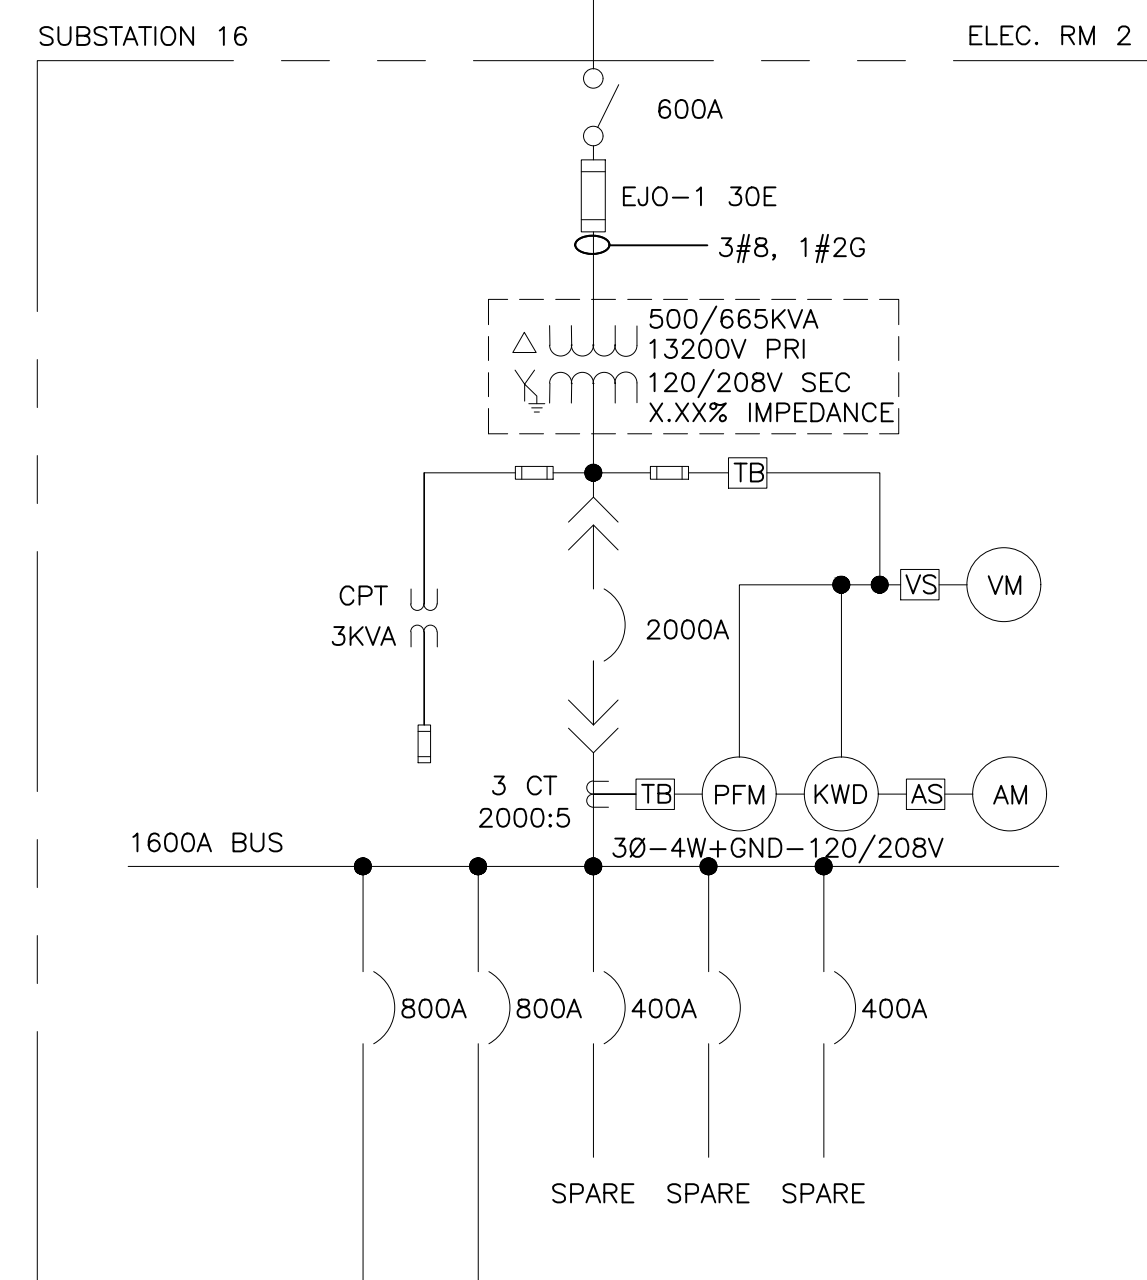 SUBSTATION 16
ELEC. RM 2
600A
EJO-1 30E
3#8, 1#2G
500/665KVA
13200V PRI
120/208V SEC
X.XX% IMPEDANCE
TB
CPT
3KVA
2000A
VS
VM
3 CT
2000:5
TB
PFM
KWD
AS
AM
1600A BUS
3Ø-4W+GND-120/208V
800A
800A
400A
400A
SPARE
SPARE
SPARE